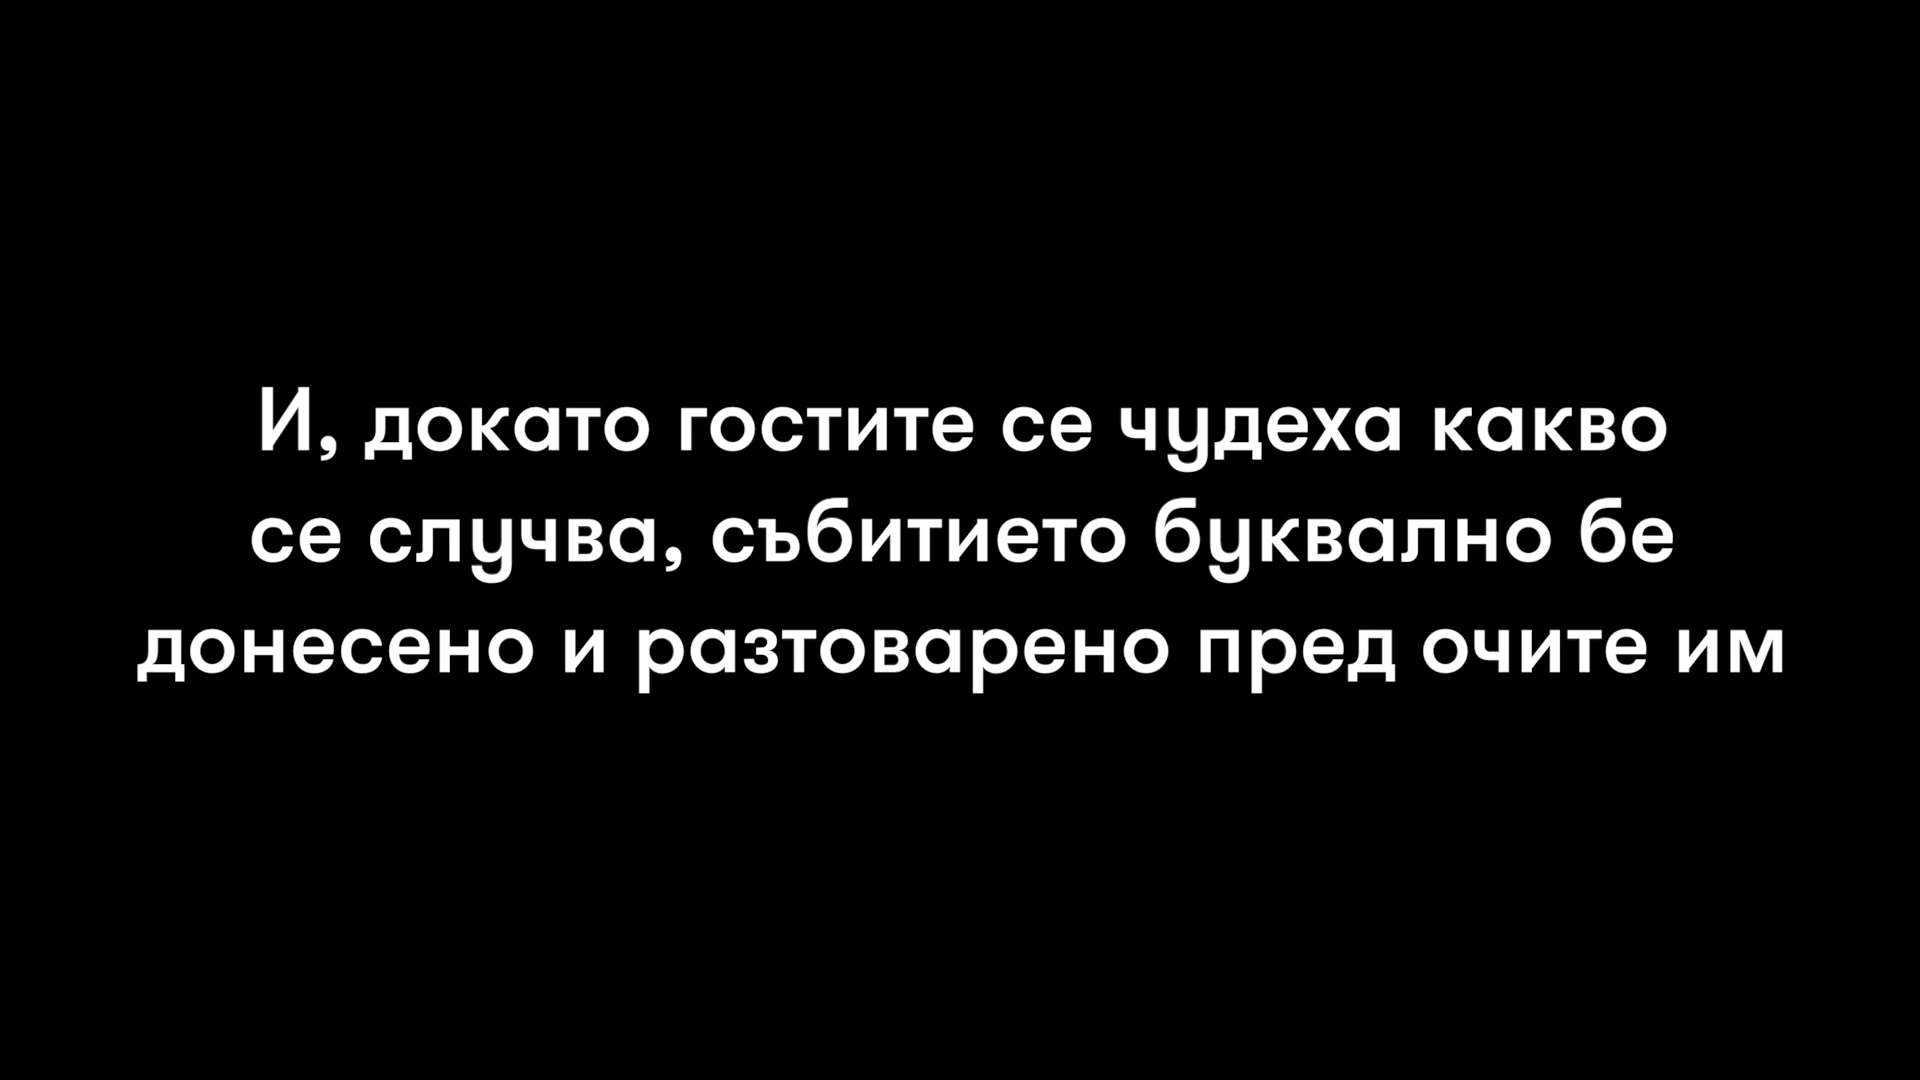 И, докато гостите се чудеха какво
се случва, събитието буквално бе
донесено и разтоварено пред очите им